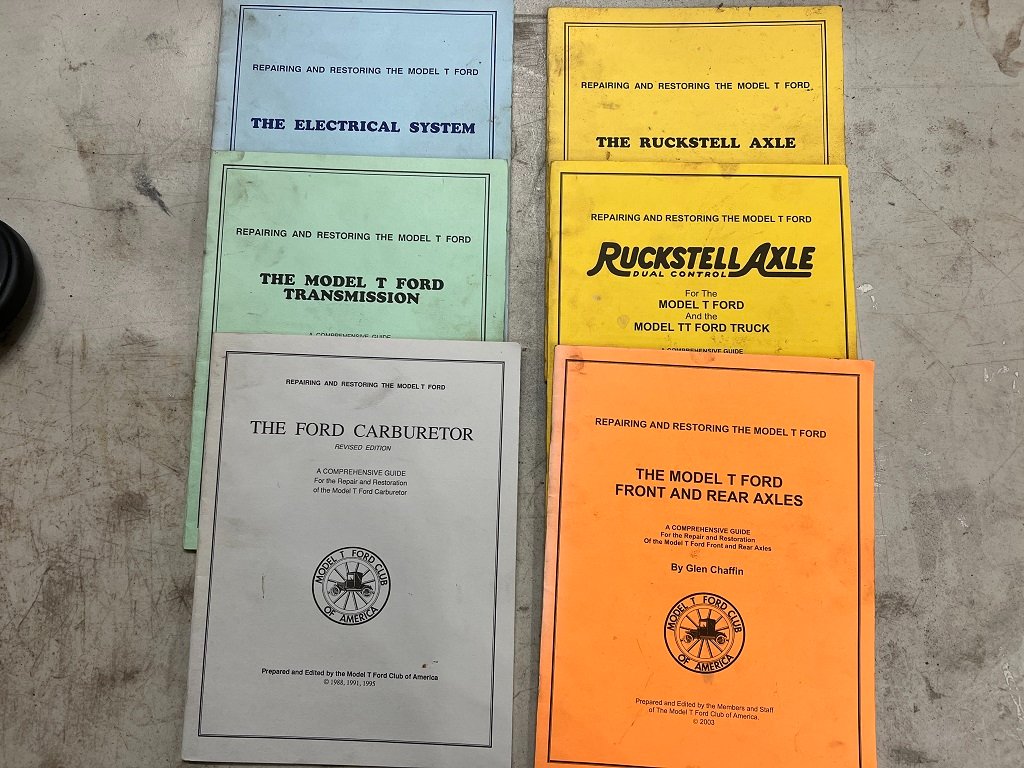 REPAIRING AND RESTORING THE MODEL T FORD
THE ELECTRICAL SYSTEM
REPAIRING AND RESTORING THE MODEL T FORD
THE MODEL T FORD
TRANSMISSION
A COMPREHENSIVE GUIDE
REPAIRING AND RESTORING THE MODEL T FORD
THE FORD CARBURETOR
REVISED EDITION
A COMPREHENSIVE GUIDE
For the Repair and Restoration
of the Model T Ford Carburetor
MODEL T FORD CLUB
OF AMERICA
Prepared and Edited by the Model T Ford Club of America
© 1988, 1991, 1995
REPAIRING AND RESTORING THE MODEL T FORD
THE RUCKSTELL AXLE
REPAIRING AND RESTORING THE MODEL T FORD
RUCKSTELL AXLE
DUAL CONTROL
For The
MODEL T FORD
And the
MODEL TT FORD TRUCK
A COMPREHENSIVE GUIDE
REPAIRING AND RESTORING THE MODEL T FORD
THE MODEL T FORD
FRONT AND REAR AXLES
A COMPREHENSIVE GUIDE
For the Repair and Restoration
Of the Model T Ford Front and Rear Axles
By Glen Chaffin
MODEL T FORD CLUB
OF AMERICA
Prepared and Edited by the Members and Staff
of The Model T Ford Club of America.
© 2003